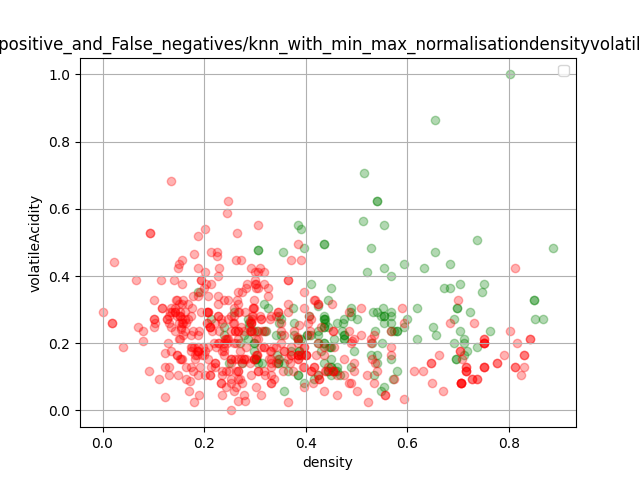 positive_and_False_negatives/knn_with_min_max_normalisationdensityvolatil
1.0
0.8
0.6
0.4
0.2
0.0
volatileAcidity
0.0 0.2 0.4 0.6 0.8
density